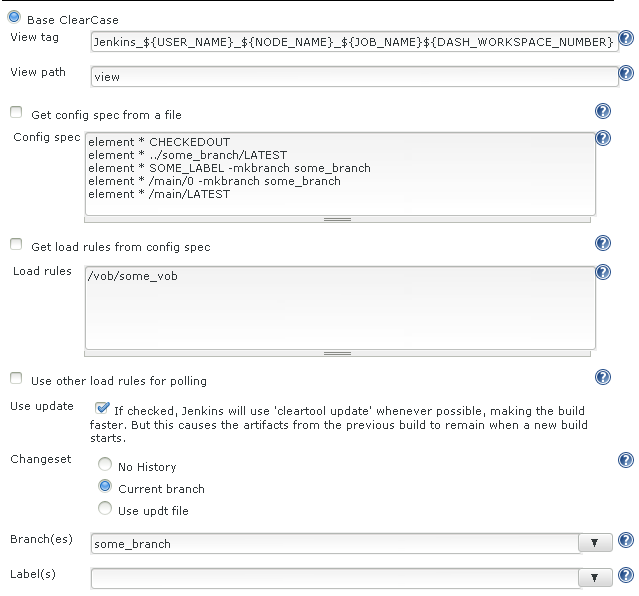 Base ClearCase
View tag
Jenkins_${USER_NAME}_${NODE_NAME}_${JOB_NAME}${DASH_WORKSPACE_NUMBER}
View path
view
Get config spec from a file
Config spec
element * CHECKEDOUT
element * ../some_branch/LATEST
element * SOME_LABEL -mkbranch some_branch
element * /main/0 -mkbranch some_branch
element * /main/LATEST
Get load rules from config spec
Load rules
/vob/some_vob
Use other load rules for polling
Use update
If checked, Jenkins will use 'cleartool update' whenever possible, making the build
faster. But this causes the artifacts from the previous build to remain when a new build
starts.
Changeset
No History
Current branch
Use updt file
Branch(es)
some_branch
Label(s)